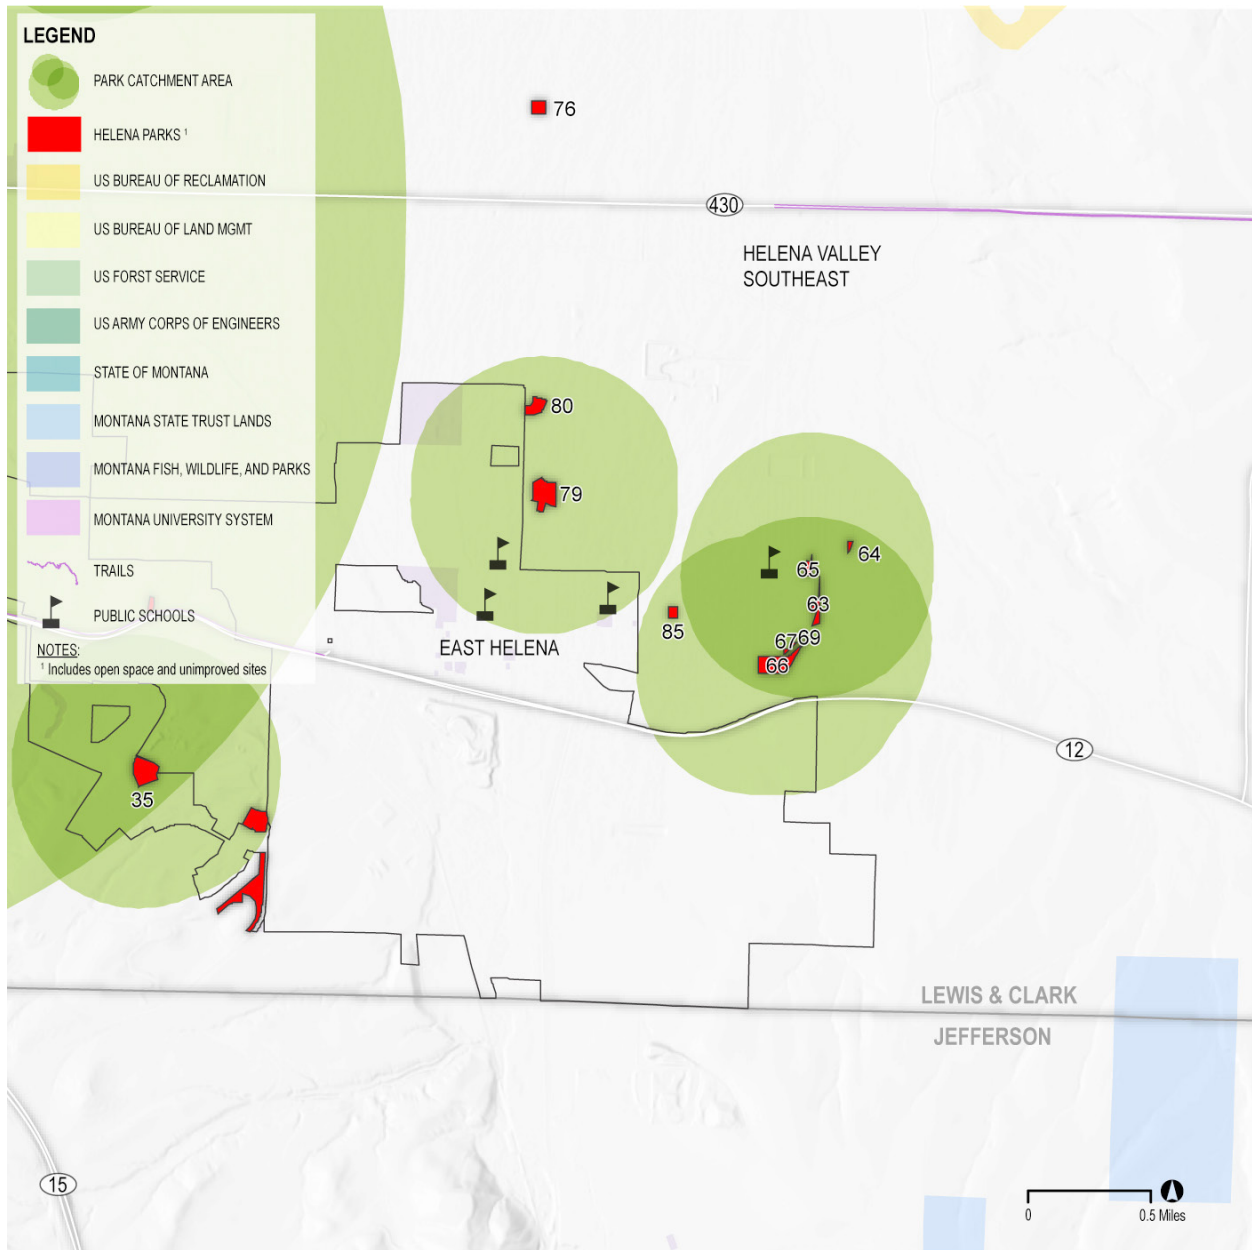 LEGEND
PARK CATCHMENT AREA
HELENA PARKS ¹
US BUREAU OF RECLAMATION
US BUREAU OF LAND MGMT
US FORST SERVICE
US ARMY CORPS OF ENGINEERS
STATE OF MONTANA
MONTANA STATE TRUST LANDS
MONTANA FISH, WILDLIFE, AND PARKS
MONTANA UNIVERSITY SYSTEM
TRAILS
PUBLIC SCHOOLS
NOTES:
¹ Includes open space and unimproved sites
76
430
HELENA VALLEY
SOUTHEAST
80
79
64
65
63
85
67
69
66
EAST HELENA
12
35
LEWIS & CLARK
JEFFERSON
15
0
0.5 Miles